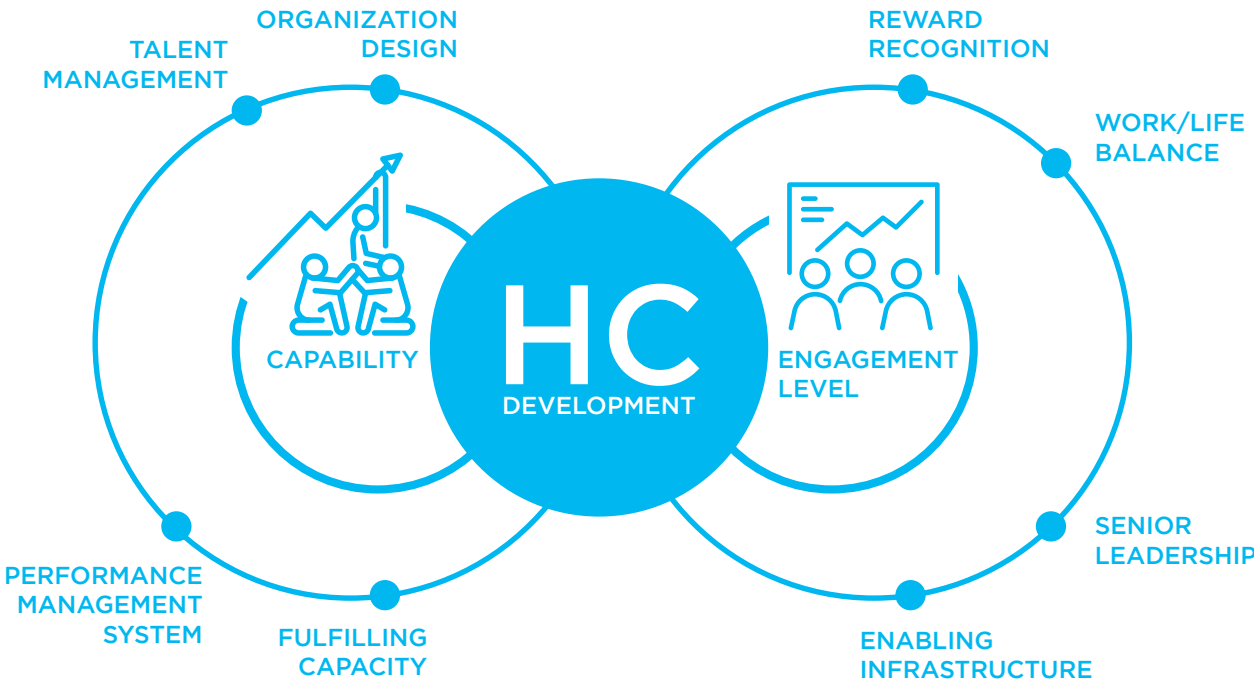 ORGANIZATION
DESIGN
TALENT
MANAGEMENT
REWARD
RECOGNITION
WORK/LIFE
BALANCE
CAPABILITY
HC
DEVELOPMENT
ENGAGEMENT
LEVEL
PERFORMANCE
MANAGEMENT
SYSTEM
FULFILLING
CAPACITY
SENIOR
LEADERSHIP
ENABLING
INFRASTRUCTURE